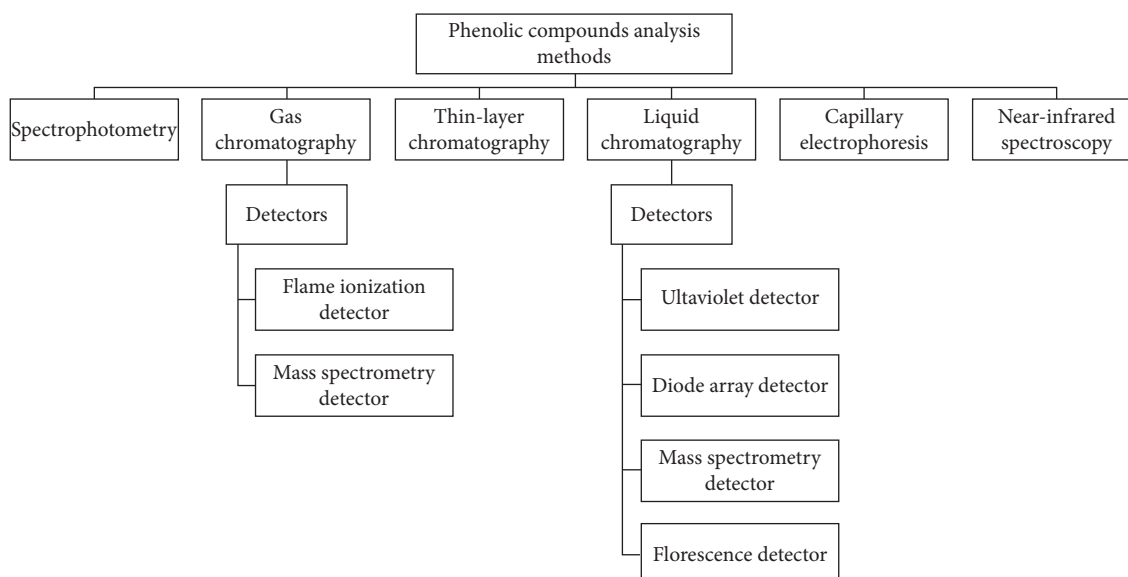 Phenolic compounds analysis
methods
Spectrophotometry
Gas
chromatography
Thin-layer
chromatography
Liquid
chromatography
Capillary
electrophoresis
Near-infrared
spectroscopy
Detectors
Flame ionization
detector
Mass spectrometry
detector
Detectors
Ultaviolet detector
Diode array detector
Mass spectrometry
detector
Florescence detector